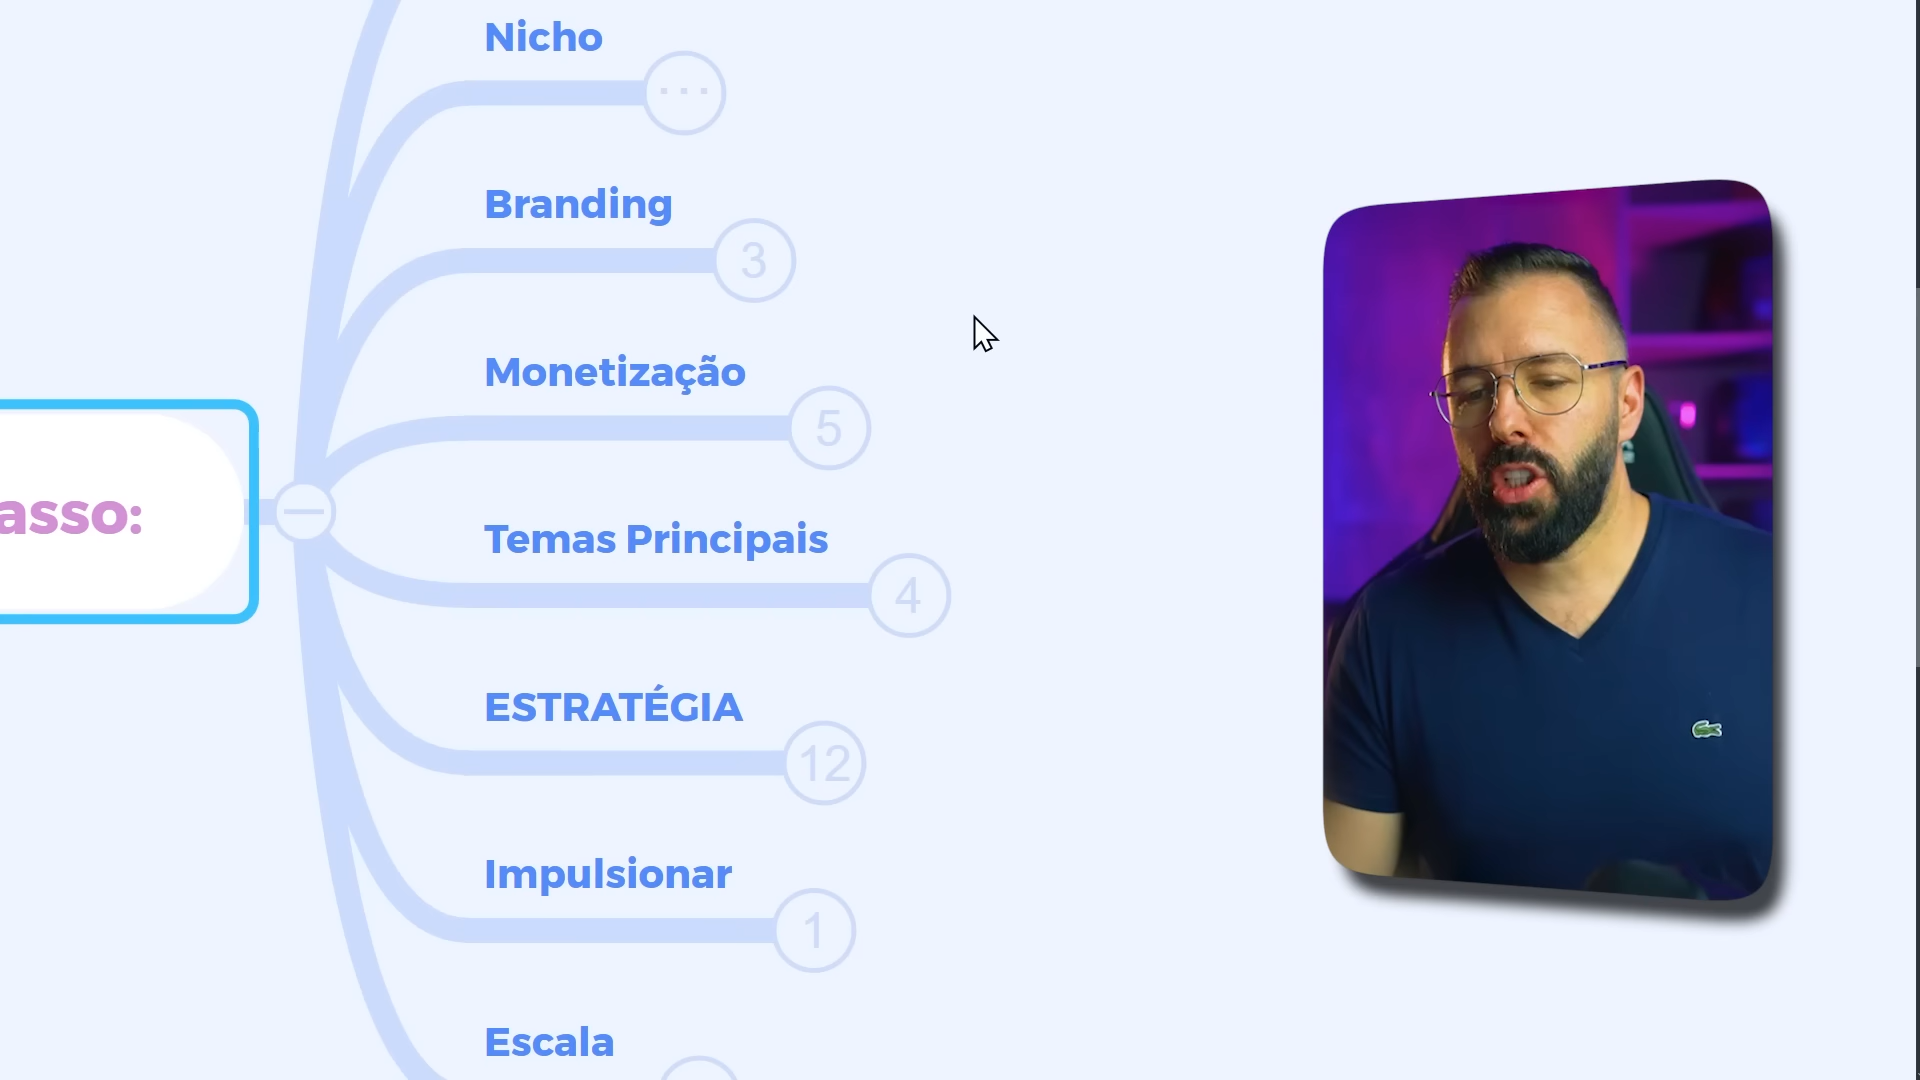 Nicho
...
Branding
3
Monetização
5
asso:
Temas Principais
4
ESTRATÉGIA
12
Impulsionar
1
Escala